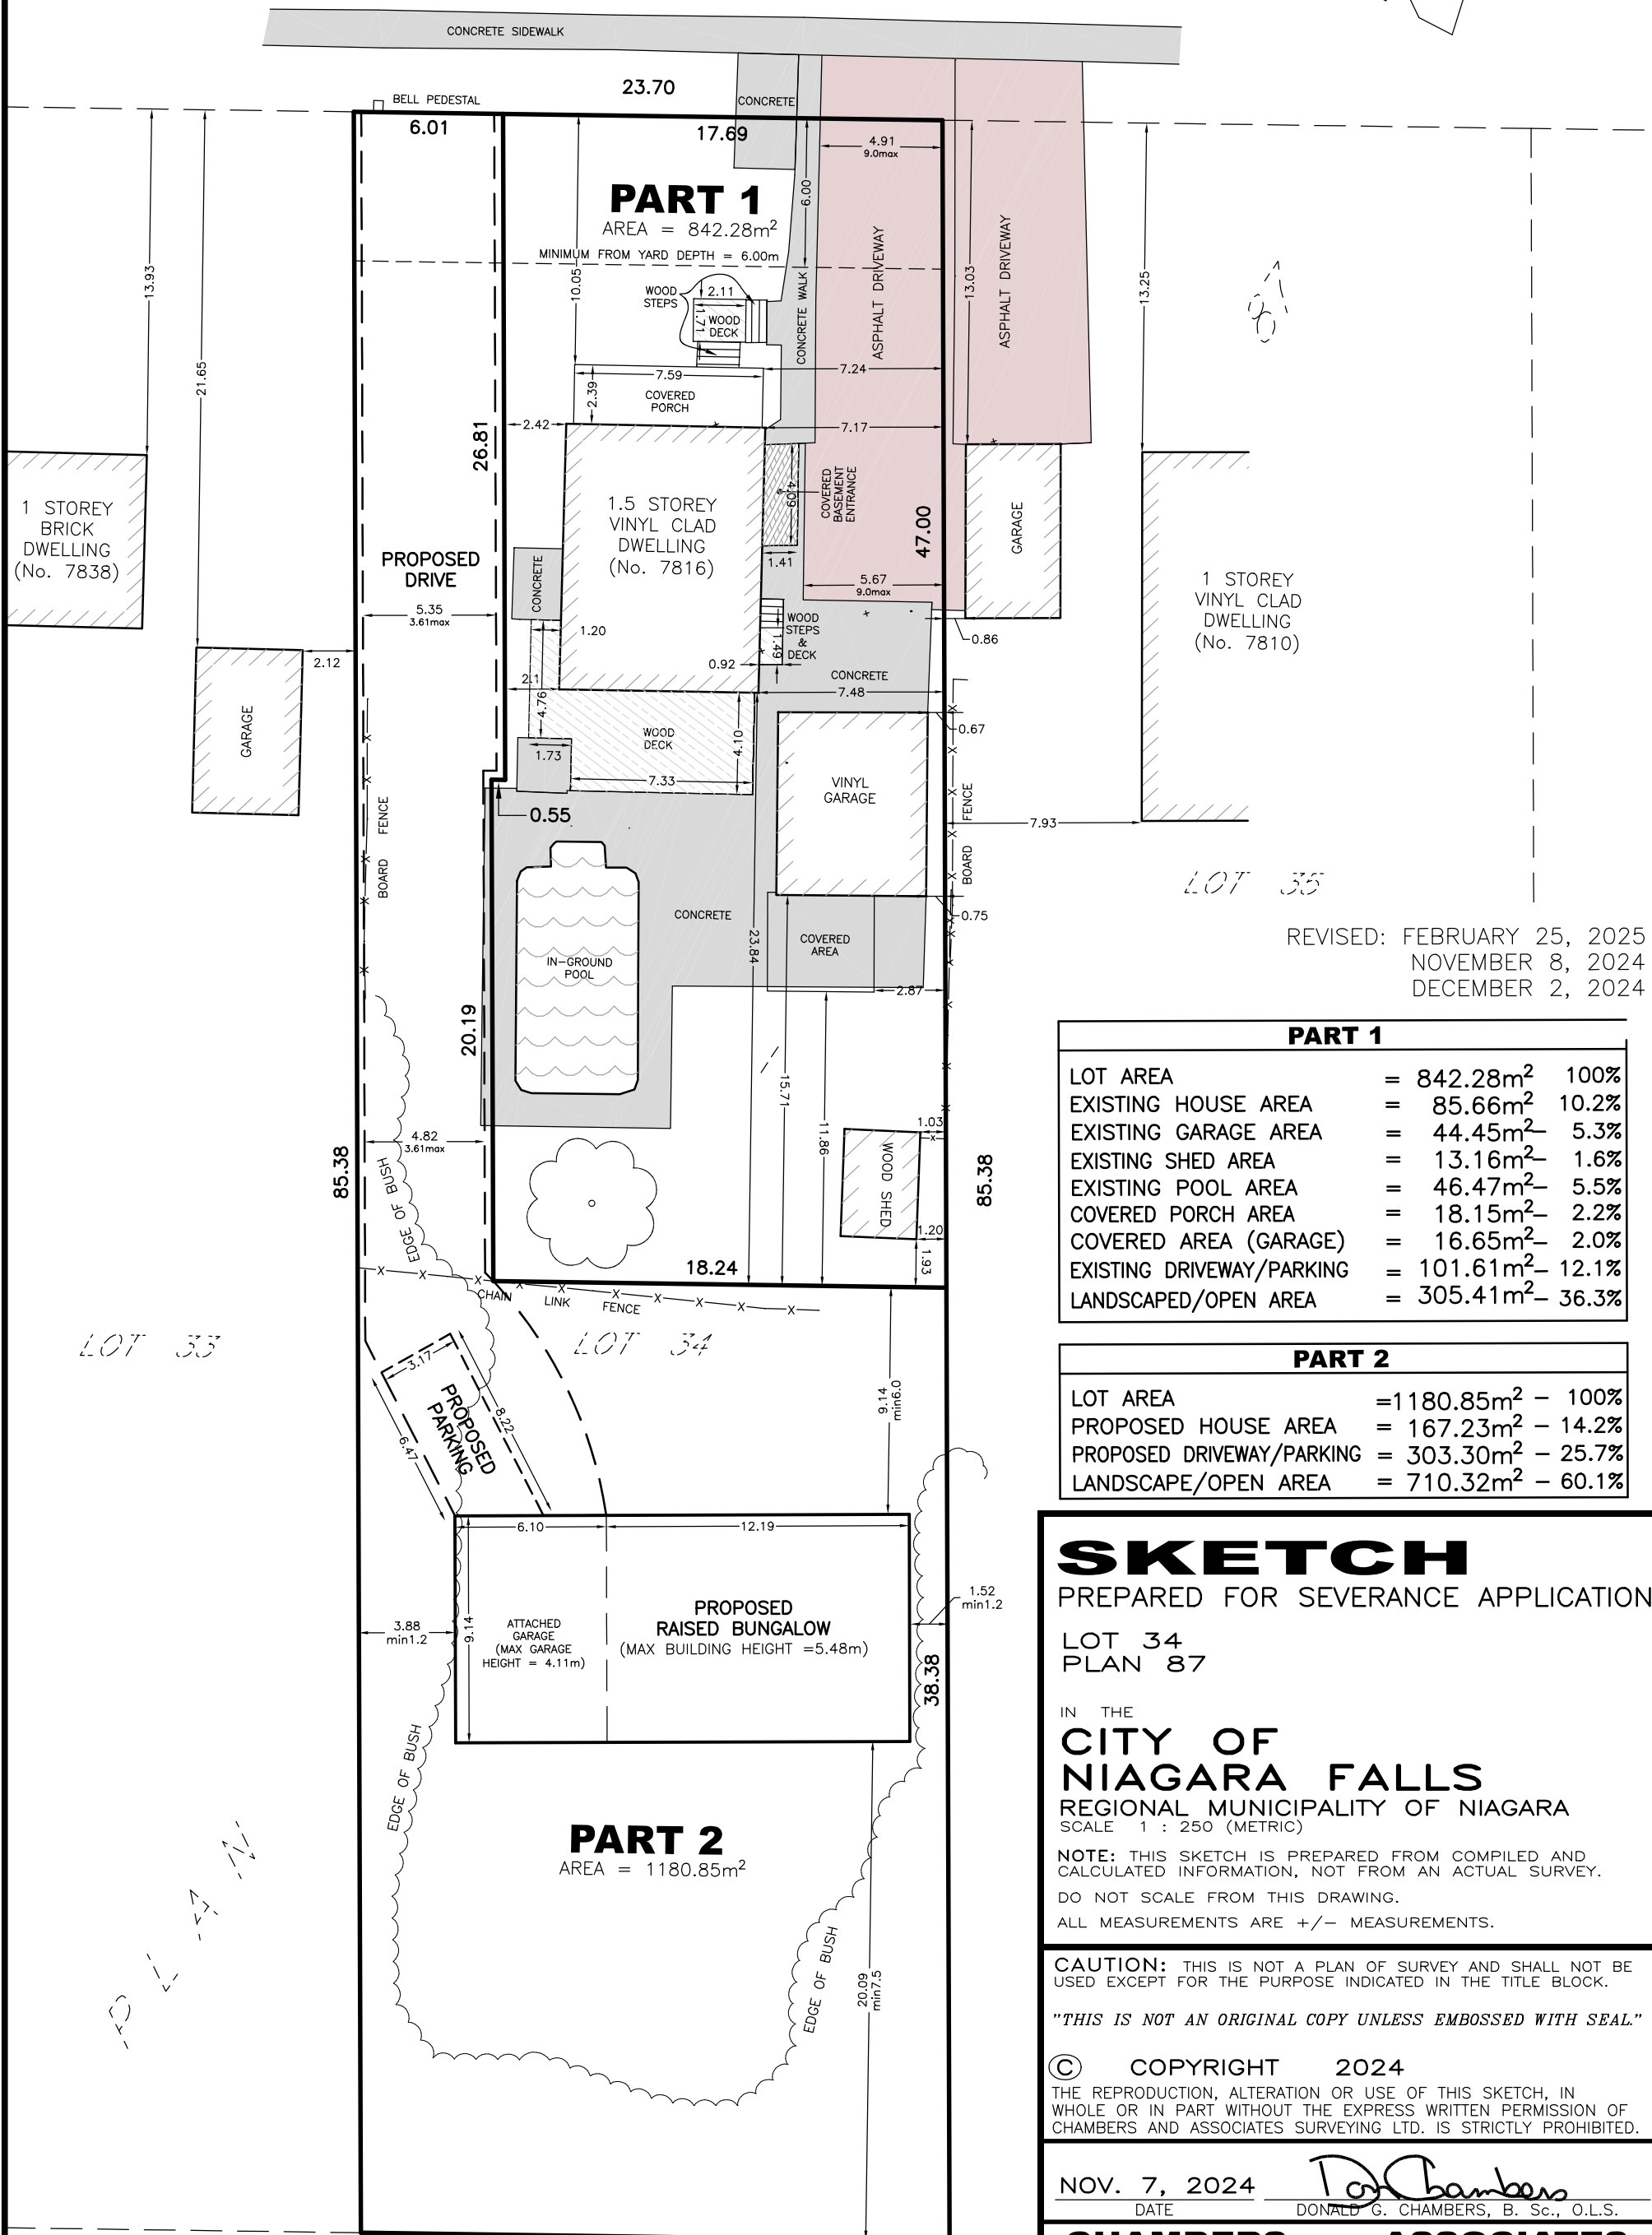 CONCRETE SIDEWALK
23.70
BELL PEDESTAL
CONCRETE
6.01
17.69
4.91
9.0max
PART 1
AREA = 842.28m²
MINIMUM FROM YARD DEPTH = 6.00m
6.00
10.05
13.93
21.65
13.03
13.25
ASPHALT DRIVEWAY
ASPHALT DRIVEWAY
CONCRETE WALK
WOOD
STEPS
2.11
1.71
WOOD
DECK
7.24
7.59
2.39
COVERED
PORCH
2.42
7.17
26.81
1 STOREY
BRICK
DWELLING
(No. 7838)
1.5 STOREY
VINYL CLAD
DWELLING
(No. 7816)
4.09
COVERED
BASEMENT
ENTRANCE
47.00
GARAGE
PROPOSED
DRIVE
5.35
3.61max
CONCRETE
1.41
5.67
9.0max
1 STOREY
VINYL CLAD
DWELLING
(No. 7810)
1.20
WOOD
STEPS
&
DECK
1.49
0.92
0.86
2.12
CONCRETE
7.48
2.1
4.76
GARAGE
WOOD
DECK
4.10
1.73
7.33
0.67
VINYL
GARAGE
0.55
BOARD FENCE
BOARD FENCE
7.93
LOT 35
CONCRETE
0.75
COVERED
AREA
IN-GROUND
POOL
23.84
2.87
20.19
15.71
11.86
REVISED: FEBRUARY 25, 2025
NOVEMBER 8, 2024
DECEMBER 2, 2024
PART 1
LOT AREA = 842.28m² 100%
EXISTING HOUSE AREA = 85.66m² 10.2%
EXISTING GARAGE AREA = 44.45m²– 5.3%
EXISTING SHED AREA = 13.16m²– 1.6%
EXISTING POOL AREA = 46.47m²– 5.5%
COVERED PORCH AREA = 18.15m²– 2.2%
COVERED AREA (GARAGE) = 16.65m²– 2.0%
EXISTING DRIVEWAY/PARKING = 101.61m²– 12.1%
LANDSCAPED/OPEN AREA = 305.41m²– 36.3%
1.03
4.82
3.61max
85.38
EDGE OF BUSH
WOOD SHED
85.38
1.20
1.93
18.24
CHAIN LINK FENCE
LOT 33
LOT 34
PART 2
LOT AREA =1180.85m² – 100%
PROPOSED HOUSE AREA = 167.23m² – 14.2%
PROPOSED DRIVEWAY/PARKING = 303.30m² – 25.7%
LANDSCAPE/OPEN AREA = 710.32m² – 60.1%
3.17
PROPOSED
PARKING
8.22
6.47
9.14
min6.0
6.10
12.19
9.14
3.88
min1.2
ATTACHED
GARAGE
(MAX GARAGE
HEIGHT = 4.11m)
PROPOSED
RAISED BUNGALOW
(MAX BUILDING HEIGHT =5.48m)
1.52
min1.2
38.38
EDGE OF BUSH
PART 2
AREA = 1180.85m²
EDGE OF BUSH
20.09
min7.5
PLAN
87
SKETCH
PREPARED FOR SEVERANCE APPLICATION
LOT 34
PLAN 87
IN THE
CITY OF
NIAGARA FALLS
REGIONAL MUNICIPALITY OF NIAGARA
SCALE 1 : 250 (METRIC)
NOTE: THIS SKETCH IS PREPARED FROM COMPILED AND
CALCULATED INFORMATION, NOT FROM AN ACTUAL SURVEY.
DO NOT SCALE FROM THIS DRAWING.
ALL MEASUREMENTS ARE +/- MEASUREMENTS.
CAUTION: THIS IS NOT A PLAN OF SURVEY AND SHALL NOT BE
USED EXCEPT FOR THE PURPOSE INDICATED IN THE TITLE BLOCK.
"THIS IS NOT AN ORIGINAL COPY UNLESS EMBOSSED WITH SEAL."
© COPYRIGHT 2024
THE REPRODUCTION, ALTERATION OR USE OF THIS SKETCH, IN
WHOLE OR IN PART WITHOUT THE EXPRESS WRITTEN PERMISSION OF
CHAMBERS AND ASSOCIATES SURVEYING LTD. IS STRICTLY PROHIBITED.
NOV. 7, 2024 Don Chambers
DATE DONALD G. CHAMBERS, B. Sc., O.L.S.
CHAMBERS ASSOCIATES